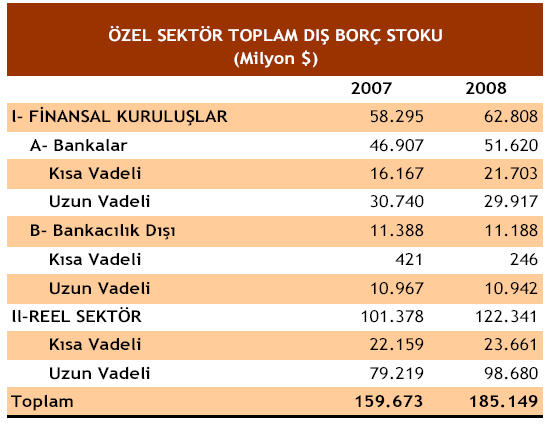 ÖZEL SEKTÖR TOPLAM DIŞ BORÇ STOKU
(Milyon $)
2007 2008
I- FİNANSAL KURULUŞLAR 58.295 62.808
A- Bankalar 46.907 51.620
Kısa Vadeli 16.167 21.703
Uzun Vadeli 30.740 29.917
B- Bankacılık Dışı 11.388 11.188
Kısa Vadeli 421 246
Uzun Vadeli 10.967 10.942
II-REEL SEKTÖR 101.378 122.341
Kısa Vadeli 22.159 23.661
Uzun Vadeli 79.219 98.680
Toplam 159.673 185.149